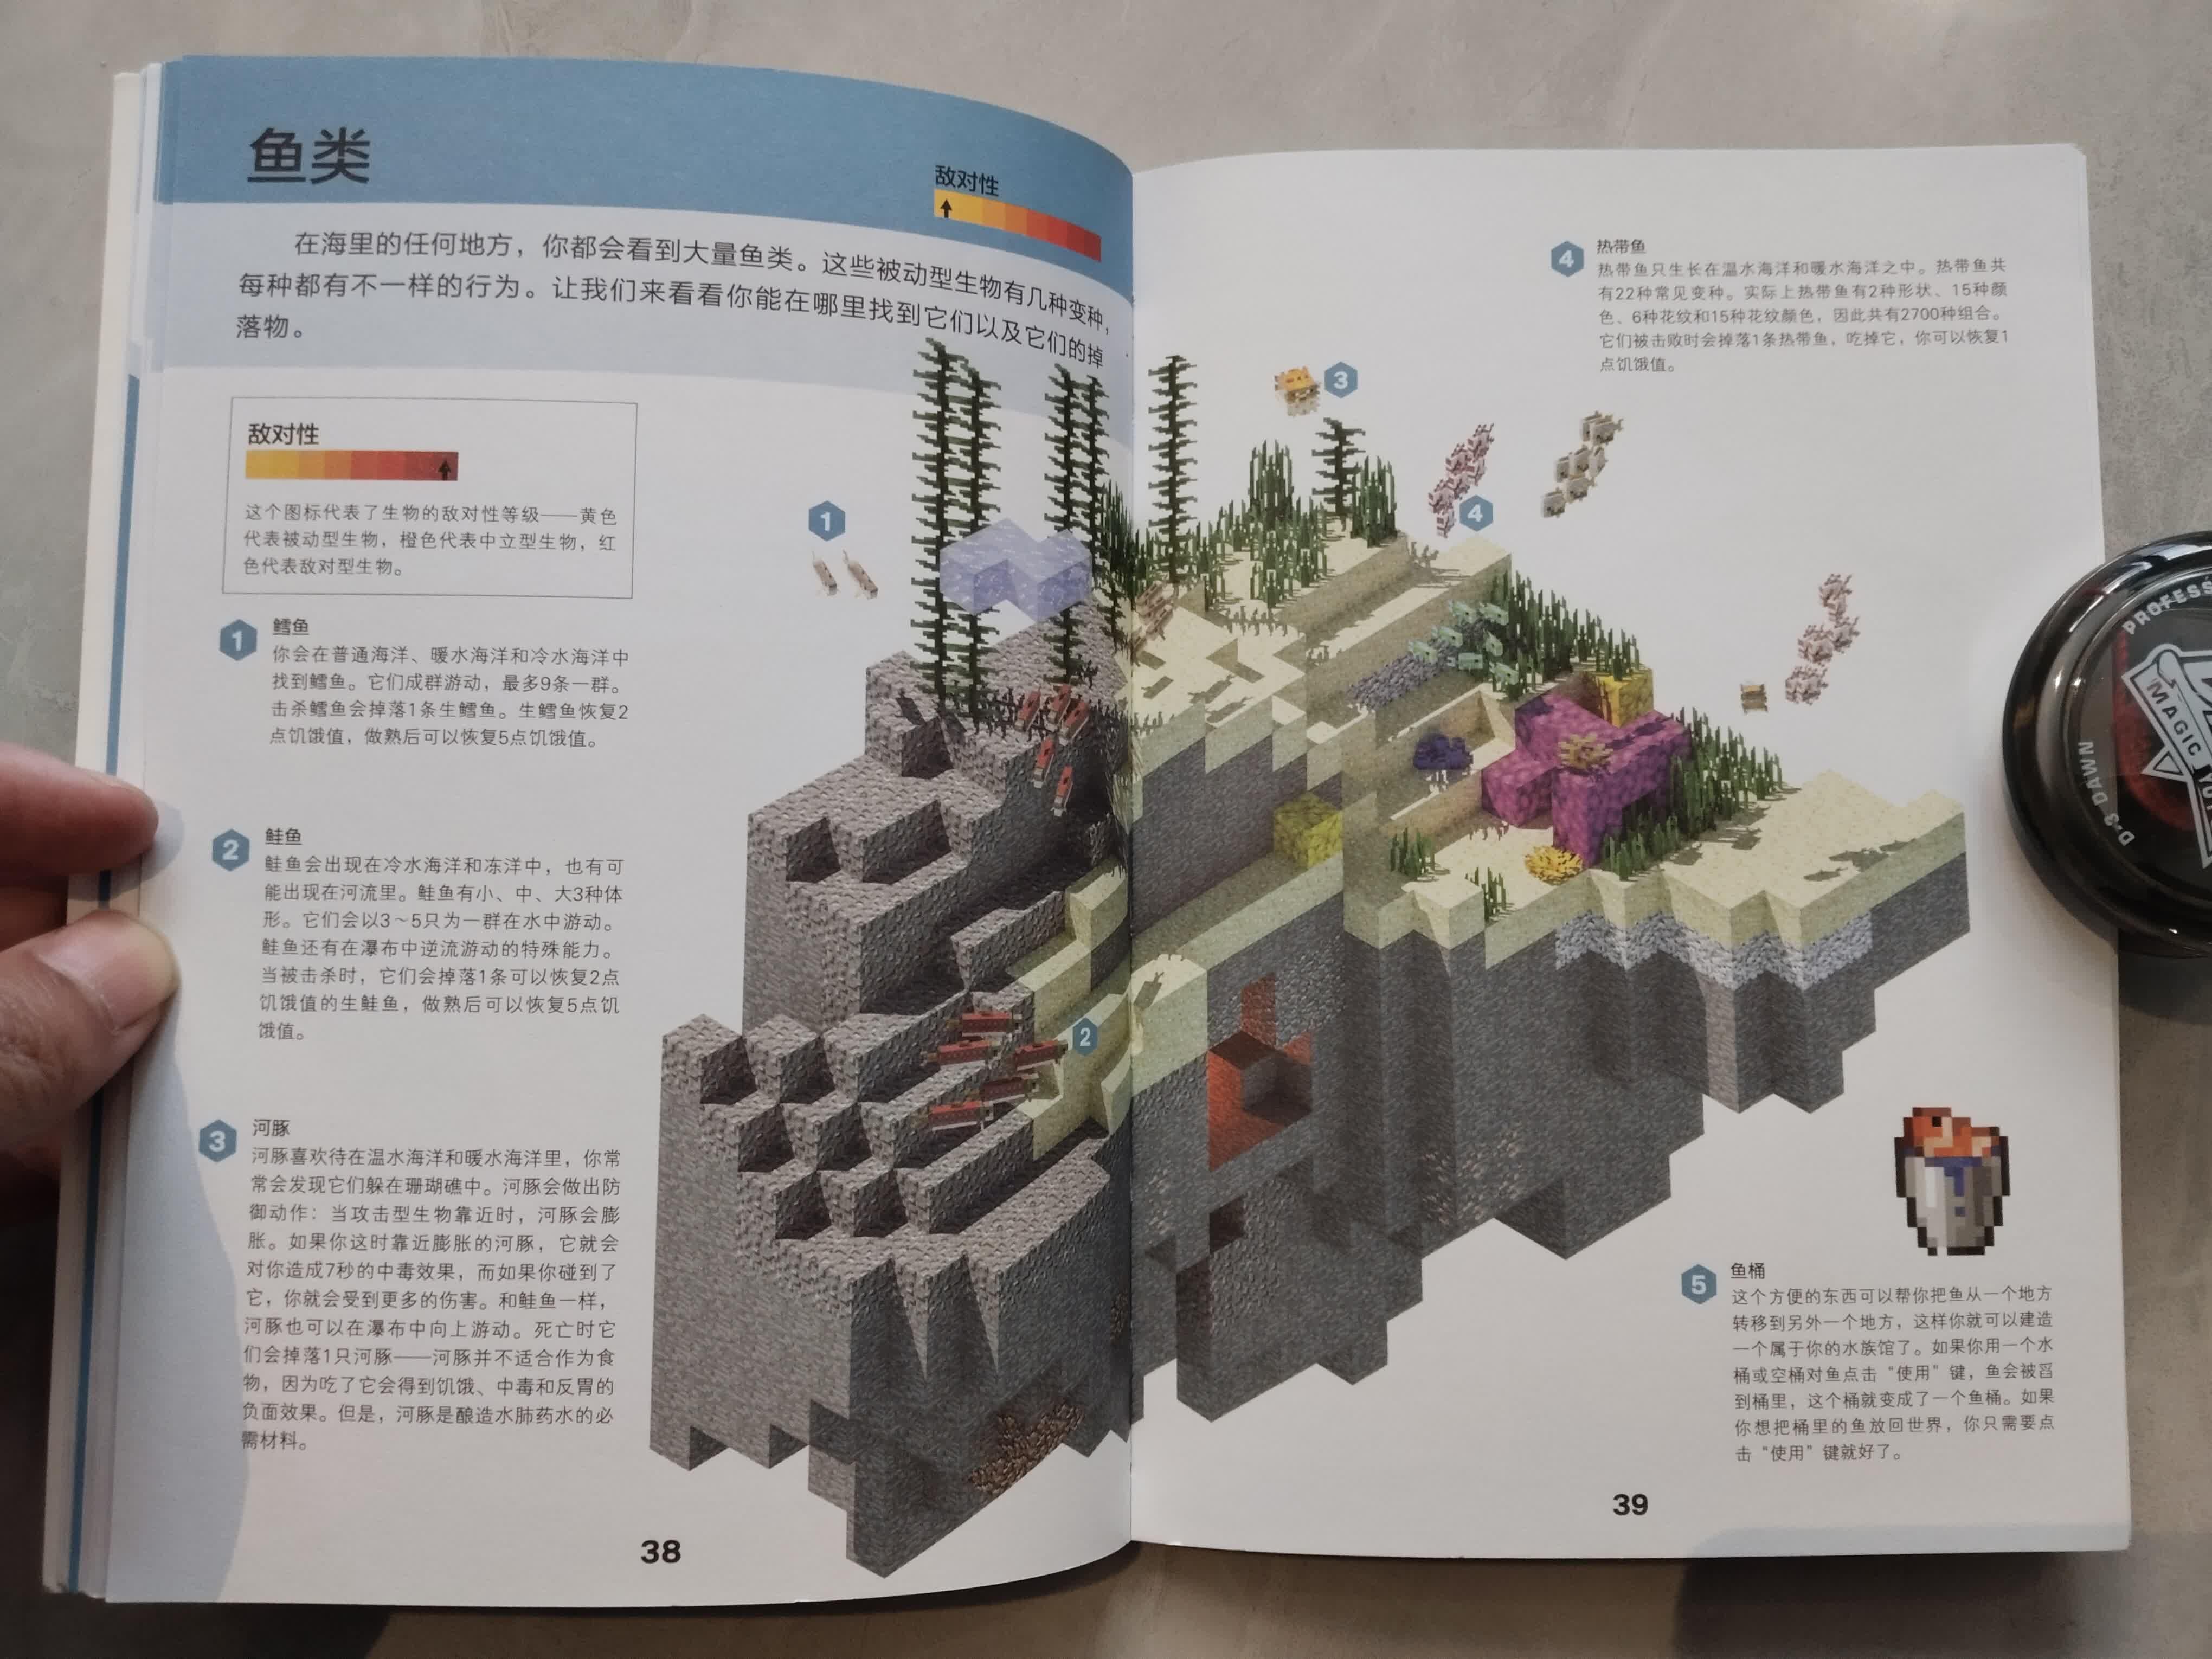 鱼类
敌对性
在海里的任何地方，你都会看到大量鱼类。这些被动型生物有几种变种，
每种都有不一样的行为。让我们来看看你能在哪里找到它们以及它们的掉
落物。
敌对性
这个图标代表了生物的敌对性等级——黄色
代表被动型生物，橙色代表中立型生物，红
色代表敌对型生物。
1
鳕鱼
你会在普通海洋、暖水海洋和冷水海洋中
找到鳕鱼。它们成群游动，最多9条一群。
击杀鳕鱼会掉落1条生鳕鱼。生鳕鱼恢复2
点饥饿值，做熟后可以恢复5点饥饿值。
2
鲑鱼
鲑鱼会出现在冷水海洋和冻洋中，也有可
能出现在河流里。鲑鱼有小、中、大3种体
形。它们会以3～5只为一群在水中游动。
鲑鱼还有在瀑布中逆流游动的特殊能力。
当被击杀时，它们会掉落1条可以恢复2点
饥饿值的生鲑鱼，做熟后可以恢复5点饥
饿值。
3
河豚
河豚喜欢待在温水海洋和暖水海洋里，你常
常会发现它们躲在珊瑚礁中。河豚会做出防
御动作：当攻击型生物靠近时，河豚会膨
胀。如果你这时靠近膨胀的河豚，它就会
对你造成7秒的中毒效果，而如果你碰到了
它，你就会受到更多的伤害。和鲑鱼一样，
河豚也可以在瀑布中向上游动。死亡时它
们会掉落1只河豚——河豚并不适合作为食
物，因为吃了它会得到饥饿、中毒和反胃的
负面效果。但是，河豚是酿造水肺药水的必
需材料。
1
2
38
3
4
4
热带鱼
热带鱼只生长在温水海洋和暖水海洋之中。热带鱼共
有22种常见变种。实际上热带鱼有2种形状、15种颜
色、6种花纹和15种花纹颜色，因此共有2700种组合。
它们被击败时会掉落1条热带鱼，吃掉它，你可以恢复1
点饥饿值。
5
鱼桶
这个方便的东西可以帮你把鱼从一个地方
转移到另外一个地方，这样你就可以建造
一个属于你的水族馆了。如果你用一个水
桶或空桶对鱼点击“使用”键，鱼会被舀
到桶里，这个桶就变成了一个鱼桶。如果
你想把桶里的鱼放回世界，你只需要点
击“使用”键就好了。
39
MAGIC
D-3 DAWN